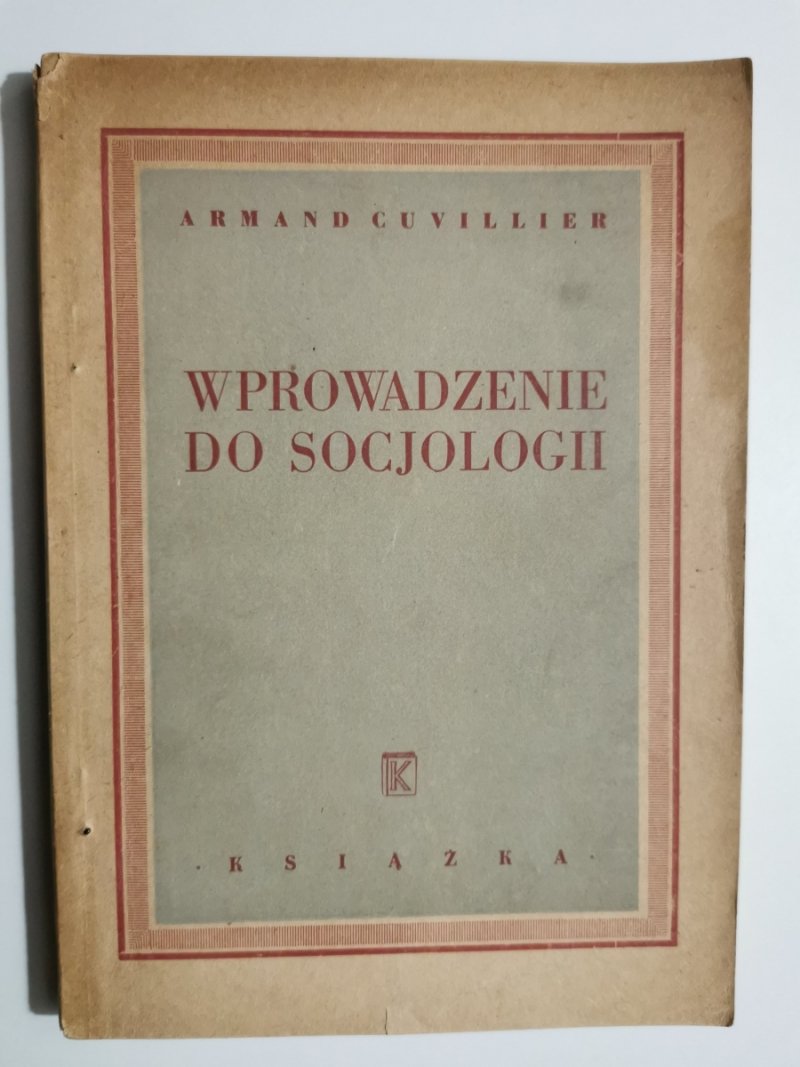 ARMAND CUVILLIER
WPROWADZENIE
DO SOCJOLOGII
K
KSIĄŻKA